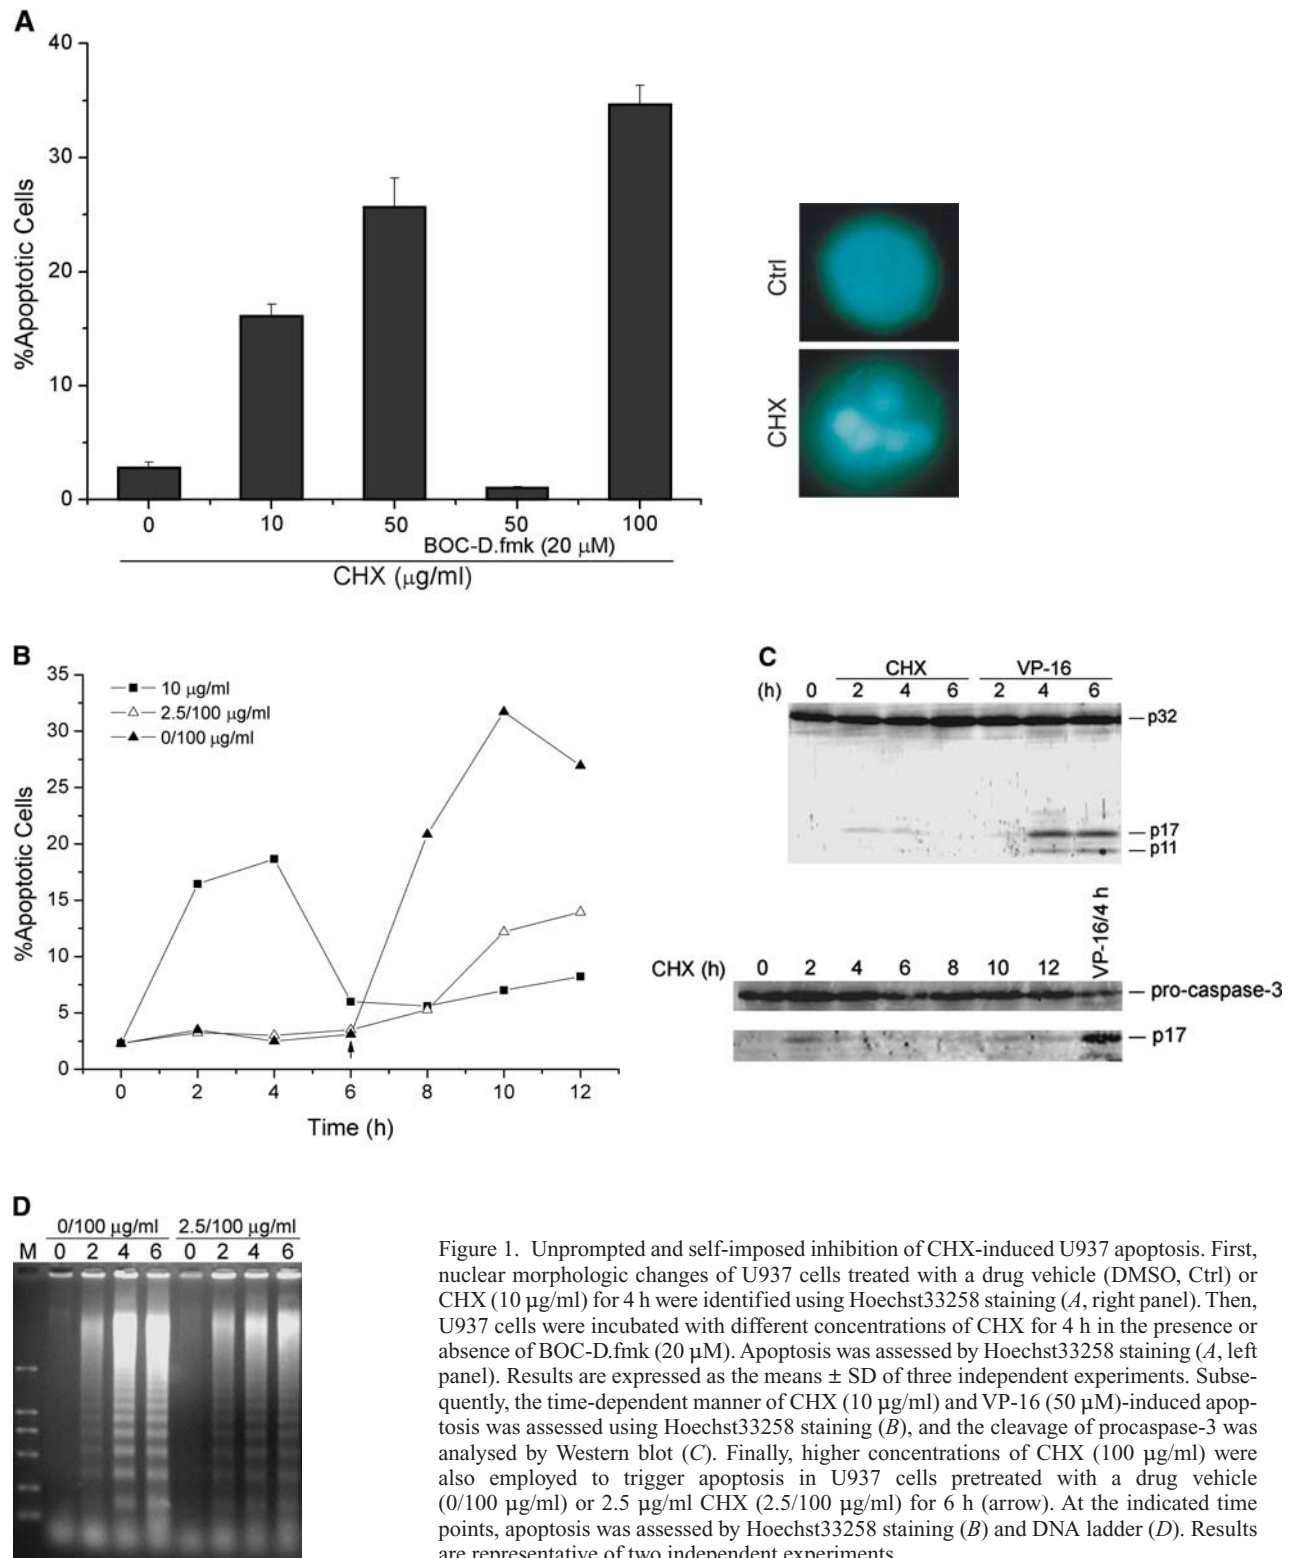 A
40
30
20
10
0
%Apoptotic Cells
0 10 50 50 100
BOC-D.fmk (20 µM)
CHX (µg/ml)
Ctrl
CHX
B
35
30
25
20
15
10
5
0
%Apoptotic Cells
10 µg/ml
2.5/100 µg/ml
0/100 µg/ml
0 2 4 6 8 10 12
Time (h)
C
CHX VP-16
(h) 0 2 4 6 2 4 6
p32
p17
p11
VP-16/4 h
CHX (h) 0 2 4 6 8 10 12
pro-caspase-3
p17
D
0/100 µg/ml 2.5/100 µg/ml
M 0 2 4 6 0 2 4 6
Figure 1. Unprompted and self-imposed inhibition of CHX-induced U937 apoptosis. First,
nuclear morphologic changes of U937 cells treated with a drug vehicle (DMSO, Ctrl) or
CHX (10 µg/ml) for 4 h were identified using Hoechst33258 staining (A, right panel). Then,
U937 cells were incubated with different concentrations of CHX for 4 h in the presence or
absence of BOC-D.fmk (20 µM). Apoptosis was assessed by Hoechst33258 staining (A, left
panel). Results are expressed as the means ± SD of three independent experiments. Subse-
quently, the time-dependent manner of CHX (10 µg/ml) and VP-16 (50 µM)-induced apop-
tosis was assessed using Hoechst33258 staining (B), and the cleavage of procaspase-3 was
analysed by Western blot (C). Finally, higher concentrations of CHX (100 µg/ml) were
also employed to trigger apoptosis in U937 cells pretreated with a drug vehicle
(0/100 µg/ml) or 2.5 µg/ml CHX (2.5/100 µg/ml) for 6 h (arrow). At the indicated time
points, apoptosis was assessed by Hoechst33258 staining (B) and DNA ladder (D). Results
are representative of two independent experiments.